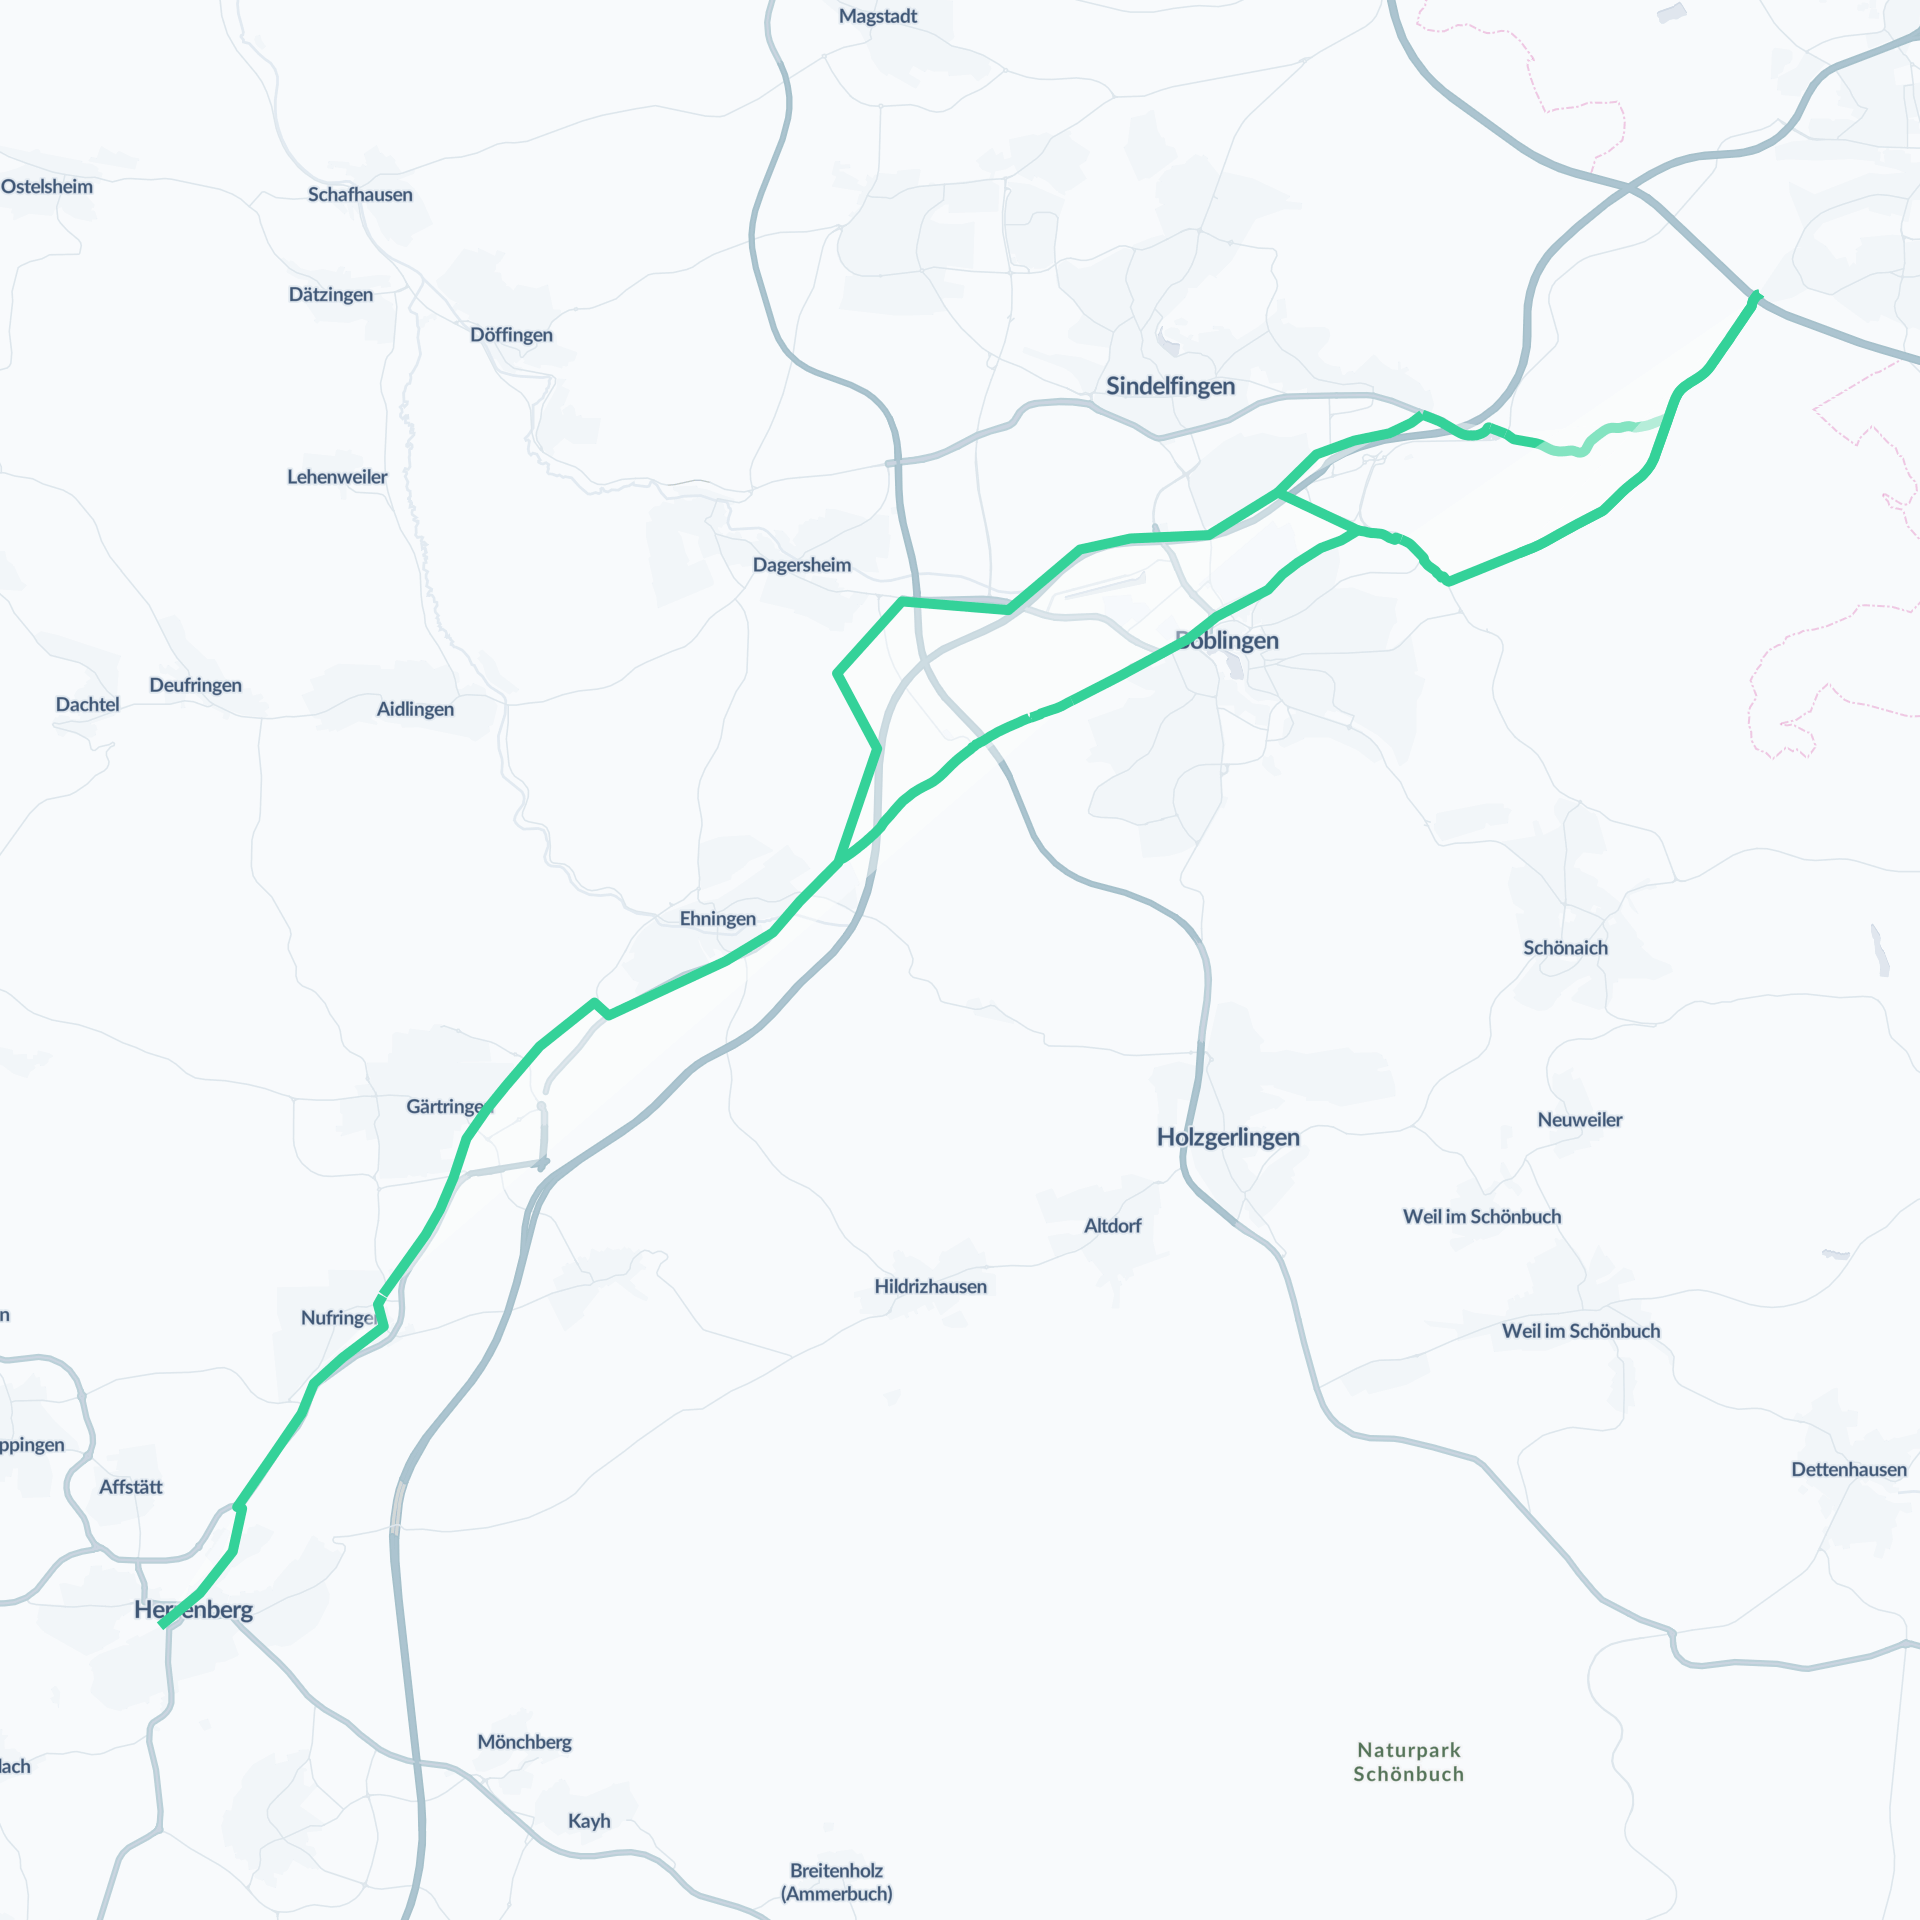 Magstadt
Ostelsheim
Schafhausen
Dätzingen
Döffingen
Sindelfingen
Lehenweiler
Dagersheim
Böblingen
Deufringen
Dachtel
Aidlingen
Ehningen
Schönaich
Gärtringen
Neuweiler
Holzgerlingen
Weil im Schönbuch
Altdorf
Hildrizhausen
n
Nufringen
Weil im Schönbuch
ppingen
Dettenhausen
Affstätt
Herrenberg
Mönchberg
Naturpark
Schönbuch
lach
Kayh
Breitenholz
(Ammerbuch)